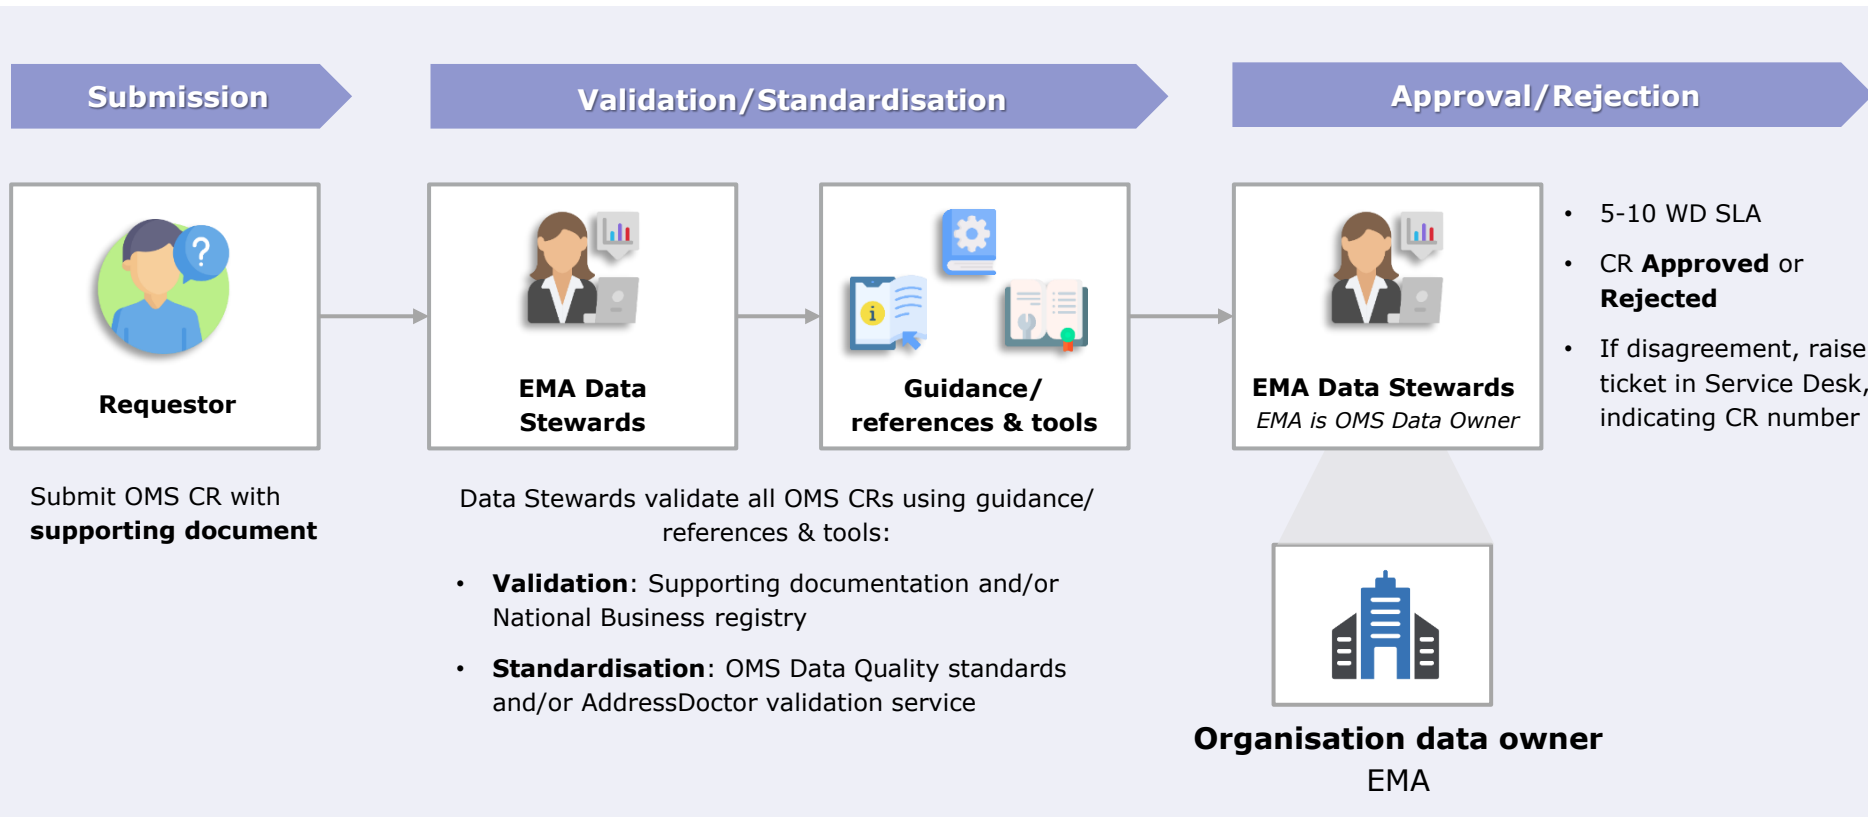 Submission
Validation/Standardisation
Approval/Rejection
?
Requestor
Submit OMS CR with
supporting document
EMA Data
Stewards
i
Guidance/
references & tools
Data Stewards validate all OMS CRs using guidance/
references & tools:
• Validation: Supporting documentation and/or
National Business registry
• Standardisation: OMS Data Quality standards
and/or AddressDoctor validation service
EMA Data Stewards
EMA is OMS Data Owner
• 5-10 WD SLA
• CR Approved or
Rejected
• If disagreement, raise
ticket in Service Desk,
indicating CR number
Organisation data owner
EMA